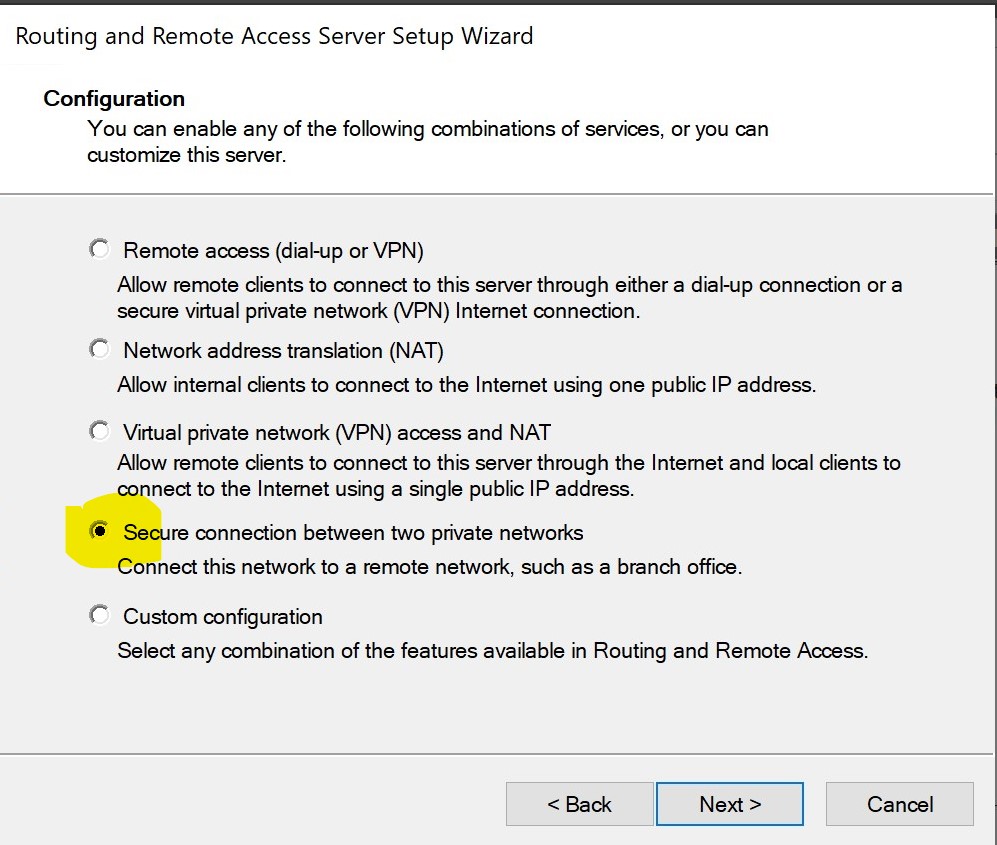 Routing and Remote Access Server Setup Wizard
Configuration
You can enable any of the following combinations of services, or you can
customize this server.
Remote access (dial-up or VPN)
Allow remote clients to connect to this server through either a dial-up connection or a
secure virtual private network (VPN) Internet connection.
Network address translation (NAT)
Allow internal clients to connect to the Internet using one public IP address.
Virtual private network (VPN) access and NAT
Allow remote clients to connect to this server through the Internet and local clients to
connect to the Internet using a single public IP address.
Secure connection between two private networks
Connect this network to a remote network, such as a branch office.
Custom configuration
Select any combination of the features available in Routing and Remote Access.
< Back
Next >
Cancel